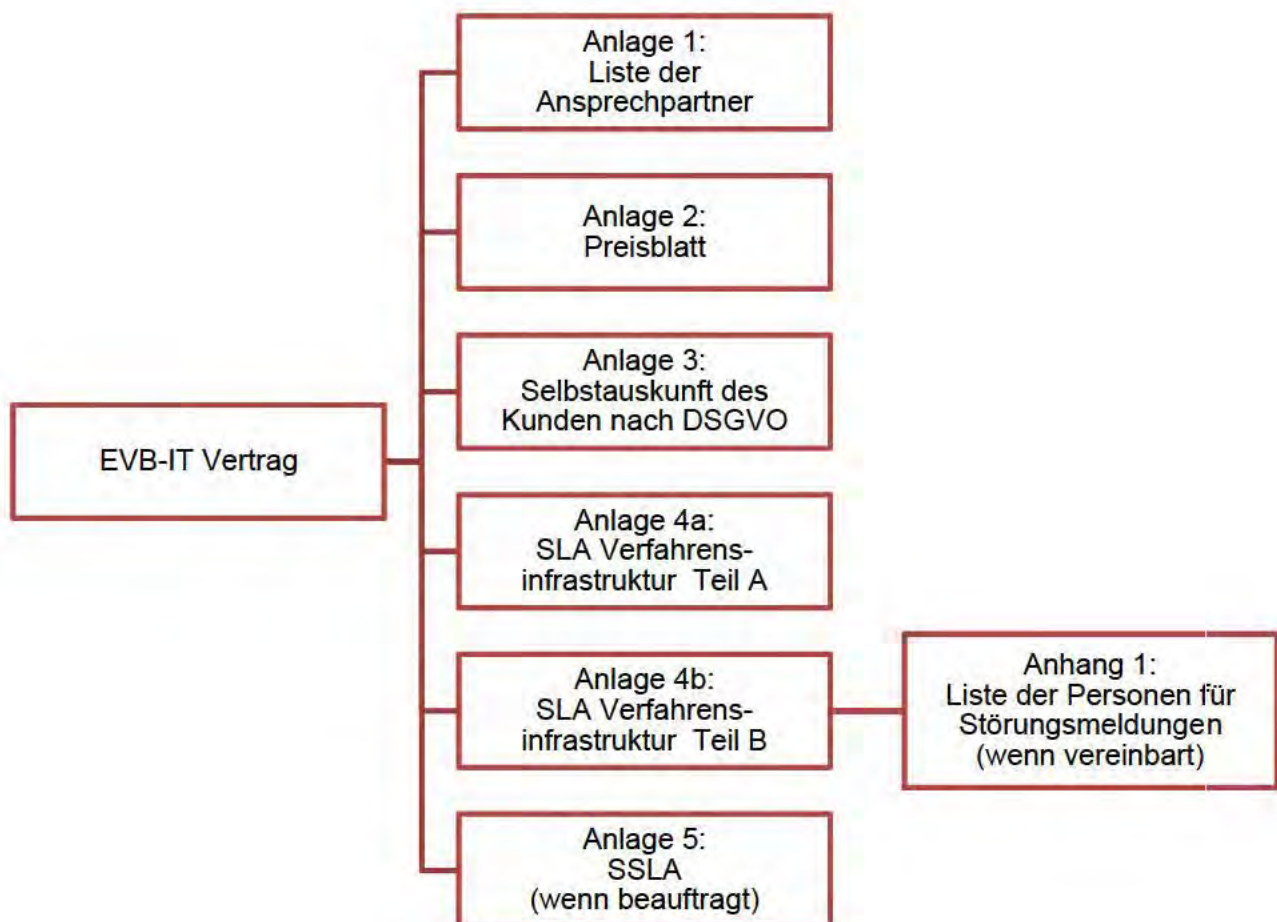 Anlage 1:
Liste der
Ansprechpartner
Anlage 2:
Preisblatt
Anlage 3:
Selbstauskunft des
Kunden nach DSGVO
EVB-IT Vertrag
Anlage 4a:
SLA Verfahrens-
infrastruktur Teil A
Anlage 4b:
SLA Verfahrens-
infrastruktur Teil B
Anhang 1:
Liste der Personen für
Störungsmeldungen
(wenn vereinbart)
Anlage 5:
SSLA
(wenn beauftragt)